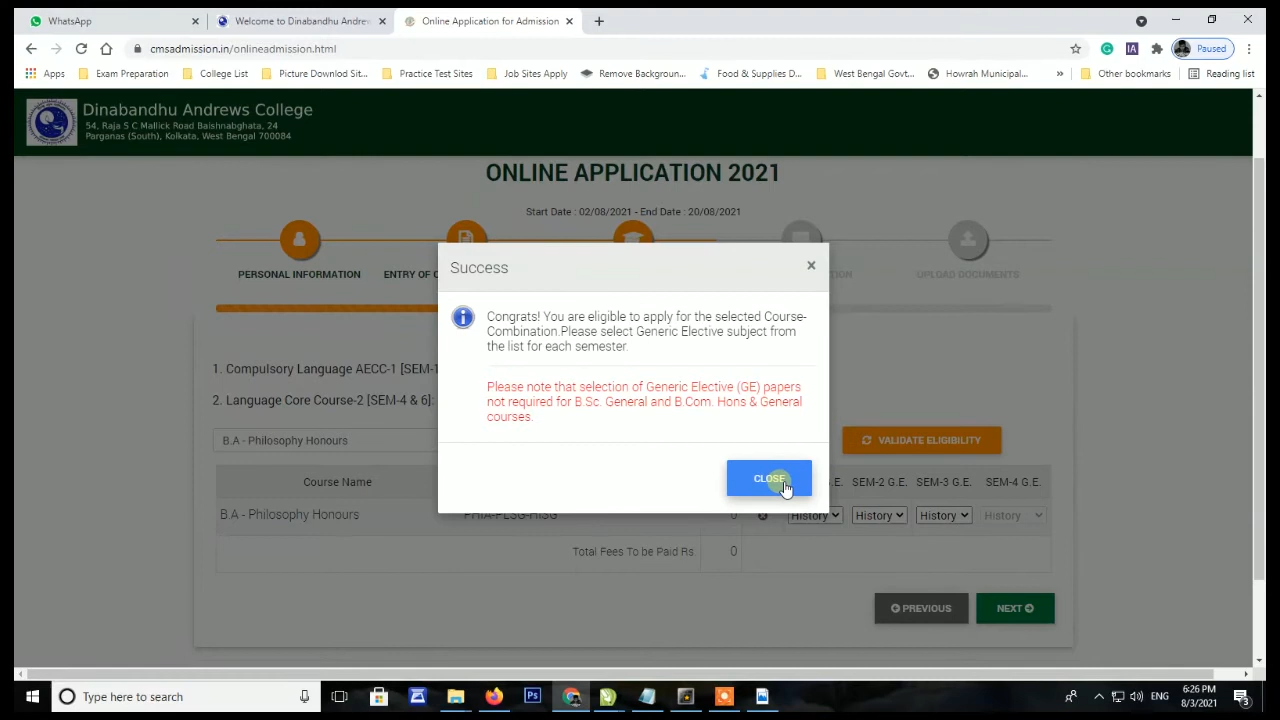 WhatsApp
Welcome to Dinabandhu Andrew
Online Application for Admission
cmsadmission.in/onlineadmission.html
IA
Paused
Apps
Exam Preparation
College List
Picture Downlod Sit...
Practice Test Sites
Job Sites Apply
Remove Backgroun...
Food & Supplies D...
West Bengal Govt...
Howrah Municipal...
»
Other bookmarks
Reading list
Dinabandhu Andrews College
54, Raja S C Mallick Road Baishnabghata, 24
Parganas (South), Kolkata, West Bengal 700084
ONLINE APPLICATION 2021
Start Date : 02/08/2021 - End Date : 20/08/2021
PERSONAL INFORMATION
ENTRY OF
UPLOAD DOCUMENTS
Success
×
Congrats! You are eligible to apply for the selected Course-
Combination.Please select Generic Elective subject from
the list for each semester.
Please note that selection of Generic Elective (GE) papers
not required for B.Sc. General and B.Com. Hons & General
courses.
CLOSE
1. Compulsory Language AECC-1 [SEM-1
2. Language Core Course-2 [SEM-4 & 6]:
B.A - Philosophy Honours
VALIDATE ELIGIBILITY
Course Name
G.E.
SEM-2 G.E.
SEM-3 G.E.
SEM-4 G.E.
B.A - Philosophy Honours
PHIA-PLSG-HISG
0
History
History
History
History
Total Fees To be Paid Rs.
0
PREVIOUS
NEXT
Type here to search
Ps
ENG
6:26 PM
8/3/2021
3